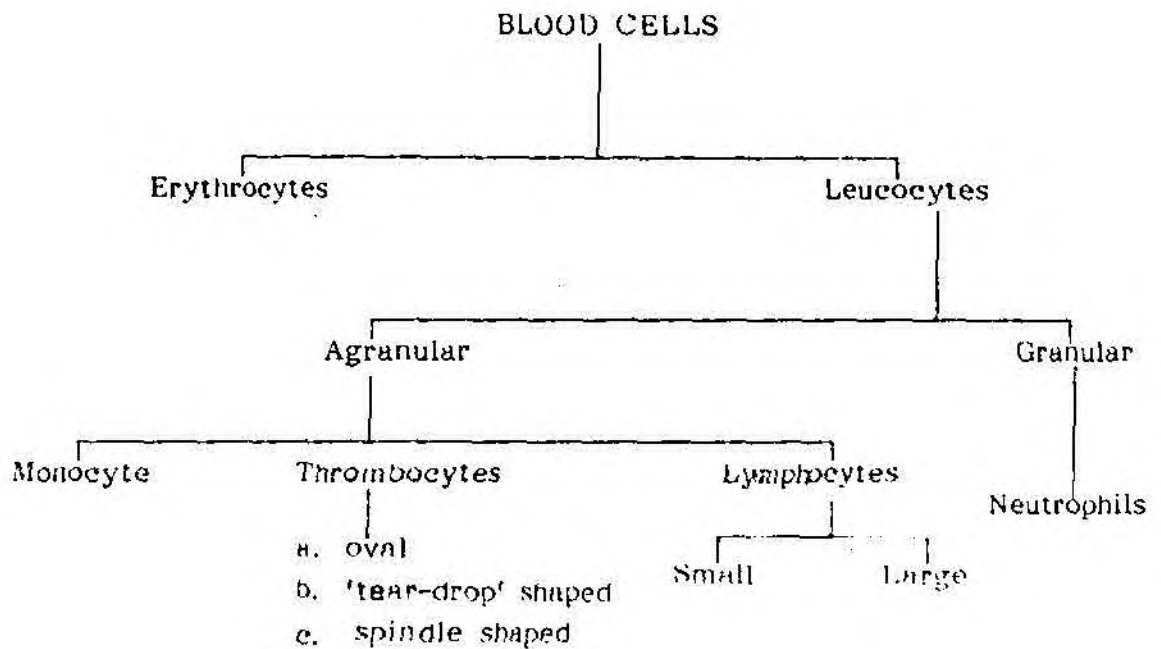 BLOOD CELLS
Erythrocytes Leucocytes
Agranular Granular
Monocyte Thrombocytes Lymphocytes
Neutrophils
a. oval
Small Large
b. 'tear-drop' shaped
c. spindle shaped